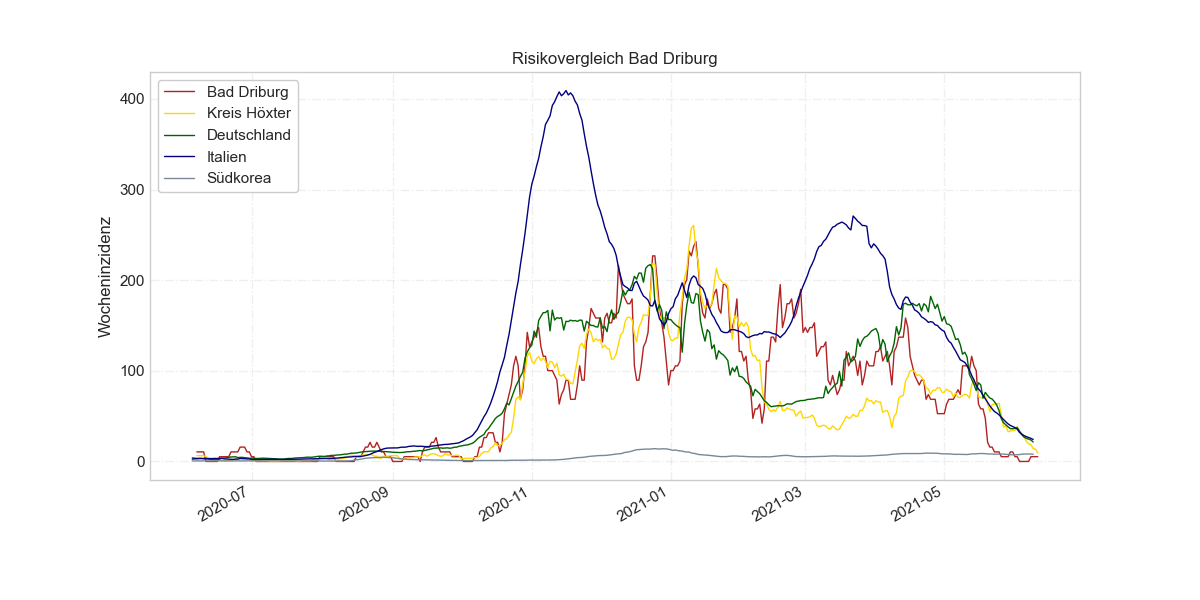 Risikovergleich Bad Driburg
Bad Driburg
Kreis Höxter
Deutschland
Italien
Südkorea
Wocheninzidenz
400
300
200
100
0
2020-07
2020-09
2020-11
2021-01
2021-03
2021-05